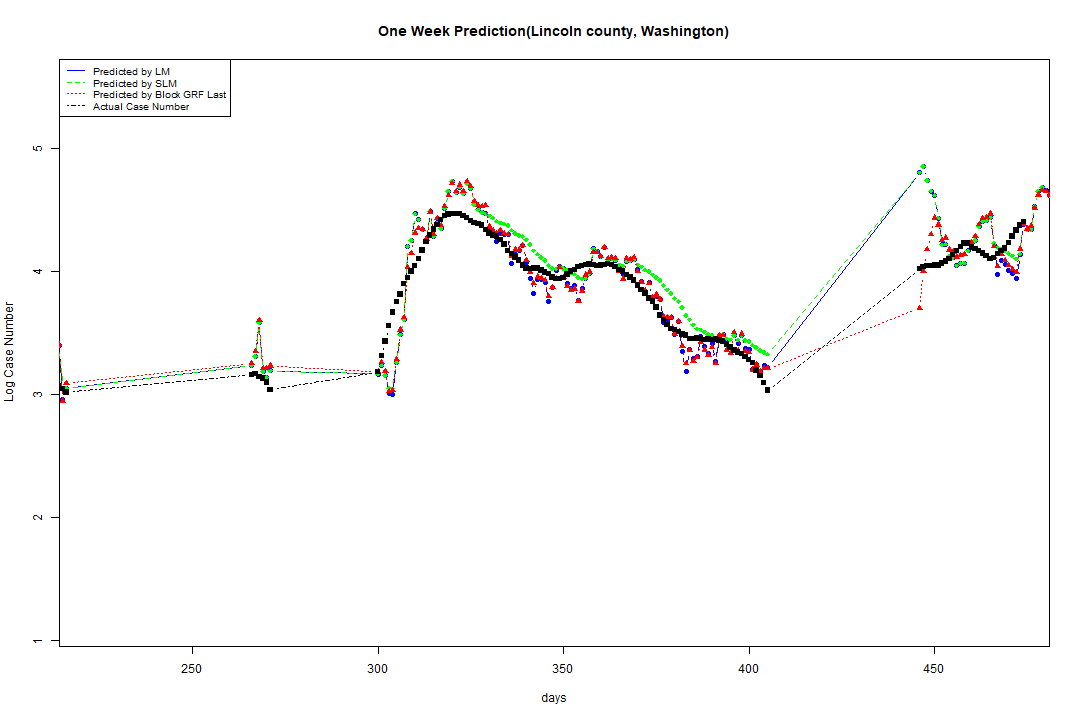 One Week Prediction(Lincoln county, Washington)
Predicted by LM
Predicted by SLM
Predicted by Block GRF Last
Actual Case Number
Log Case Number
5
4
3
2
1
250
300
350
400
450
days